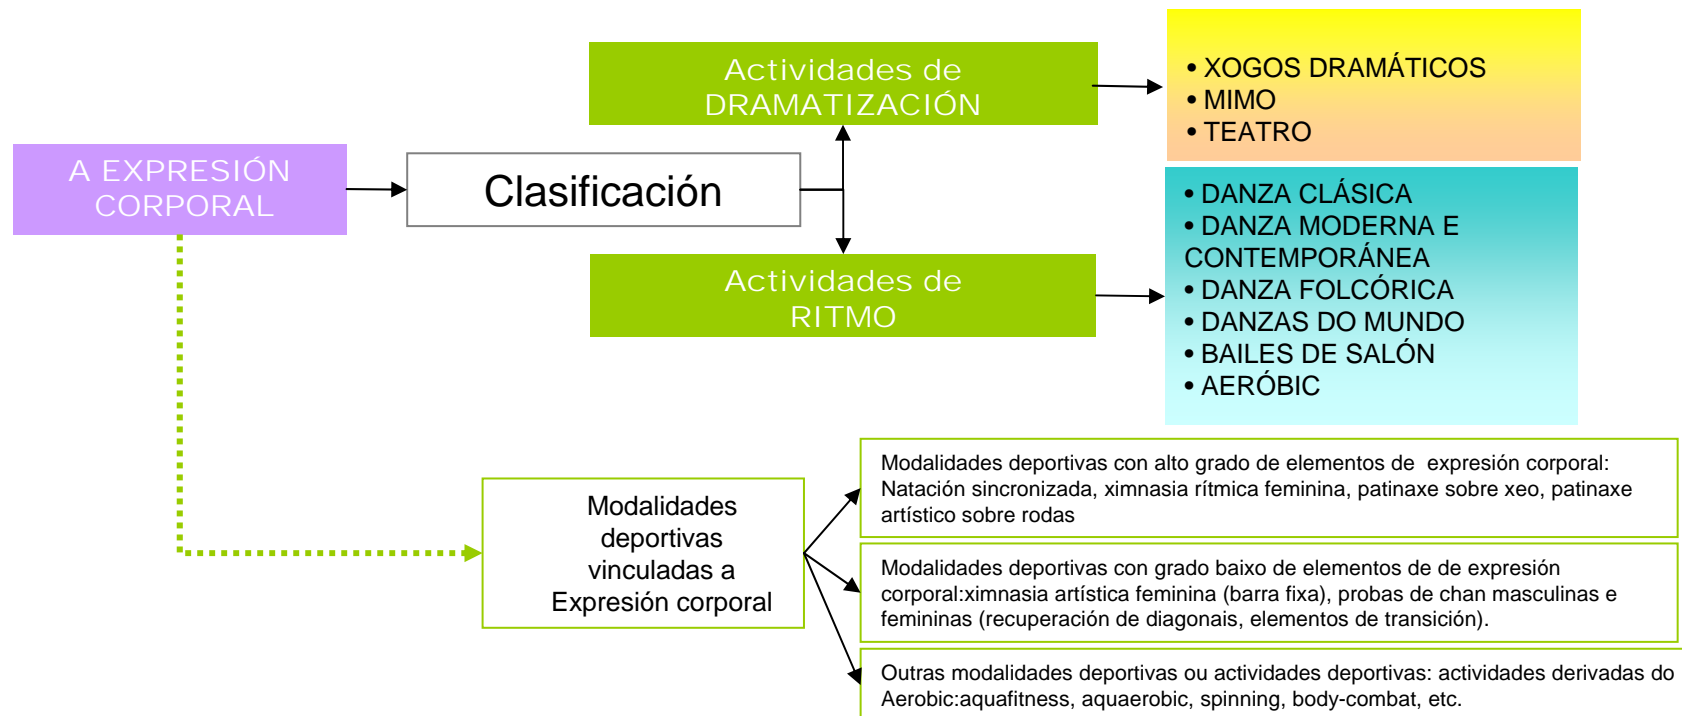 A EXPRESIÓN
CORPORAL
Clasificación
Actividades de
DRAMATIZACIÓN
• XOGOS DRAMÁTICOS
• MIMO
• TEATRO
Actividades de
RITMO
• DANZA CLÁSICA
• DANZA MODERNA E
CONTEMPORÁNEA
• DANZA FOLCÓRICA
• DANZAS DO MUNDO
• BAILES DE SALÓN
• AERÓBIC
Modalidades
deportivas
vinculadas a
Expresión corporal
Modalidades deportivas con alto grado de elementos de  expresión corporal:
Natación sincronizada, ximnasia rítmica feminina, patinaxe sobre xeo, patinaxe
artístico sobre rodas
Modalidades deportivas con grado baixo de elementos de de expresión
corporal:ximnasia artística feminina (barra fixa), probas de chan masculinas e
femininas (recuperación de diagonais, elementos de transición).
Outras modalidades deportivas ou actividades deportivas: actividades derivadas do
Aerobic:aquafitness, aquaerobic, spinning, body-combat, etc.